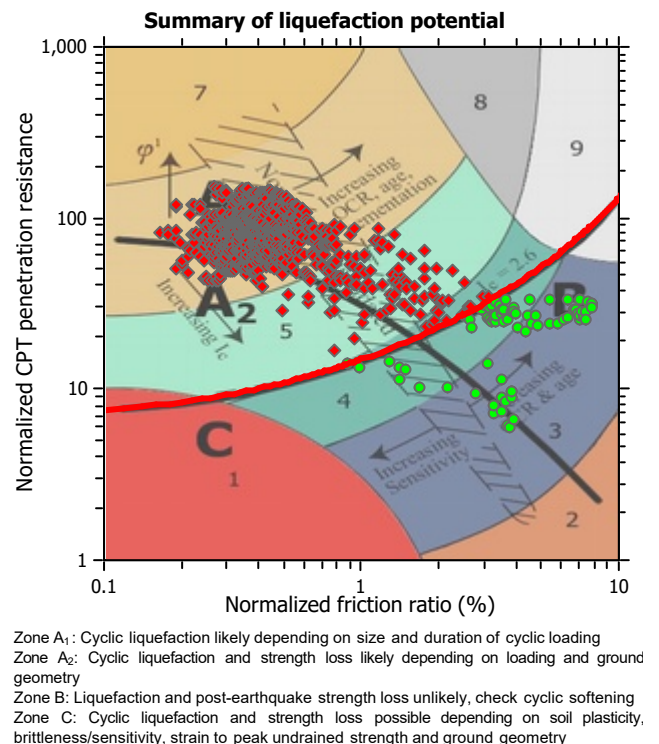 Summary of liquefaction potential
1,000
100
10
1
Normalized CPT penetration resistance
7
8
9
φ'
Increasing
OCR, age,
cementation
A₂
Increasing Ic
5
Ic = 2.6
B
4
Increasing
OCR & age
3
Increasing
Sensitivity
C
1
2
0.1
1
10
Normalized friction ratio (%)
Zone A₁: Cyclic liquefaction likely depending on size and duration of cyclic loading
Zone A₂: Cyclic liquefaction and strength loss likely depending on loading and ground
geometry
Zone B: Liquefaction and post-earthquake strength loss unlikely, check cyclic softening
Zone C: Cyclic liquefaction and strength loss possible depending on soil plasticity,
brittleness/sensitivity, strain to peak undrained strength and ground geometry